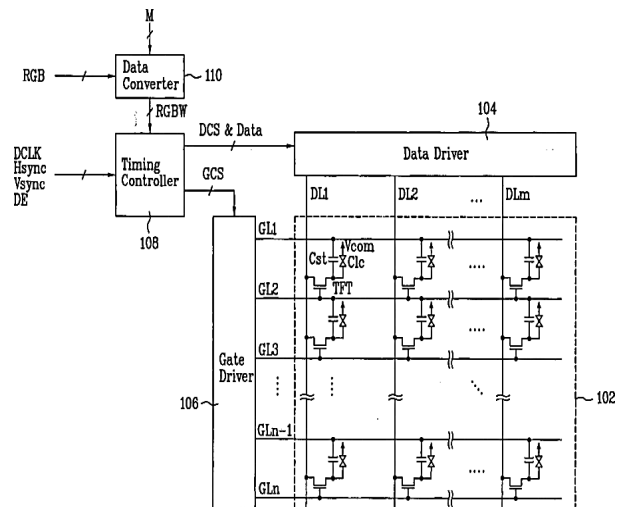 M
RGB
Data
Converter
110
RGBW
104
DCS & Data
Data Driver
DCLK
Hsync
Vsync
DE
Timing
Controller
GCS
108
DL1
DL2
...
DLm
GL1
Vcom
Cst
Clc
....
GL2
TFT
....
GL3
Gate
Driver
106
102
GLn-1
....
GLn